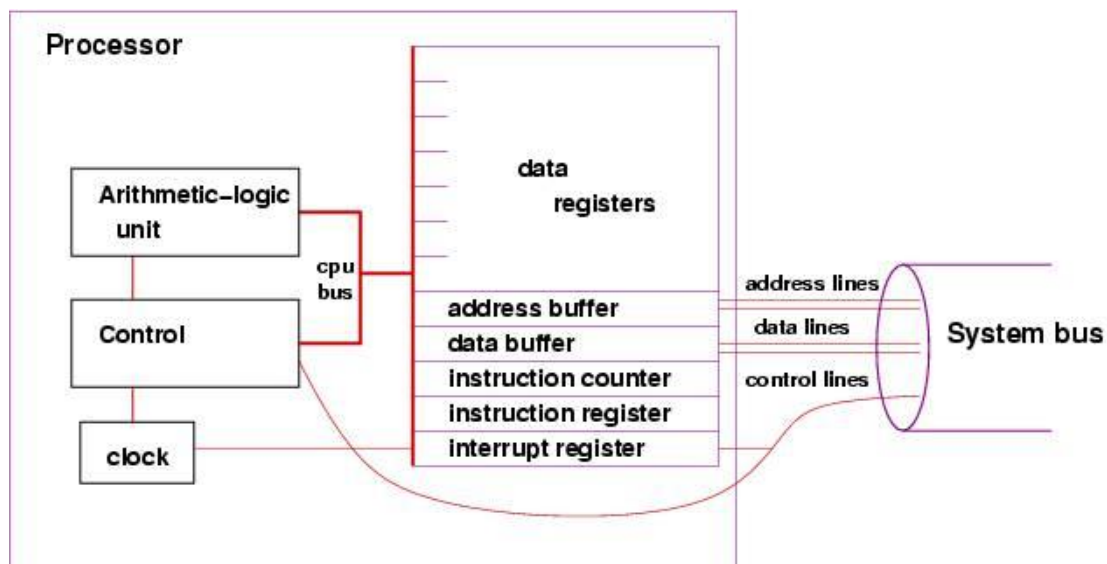 Processor
Arithmetic-logic
unit
Control
clock
cpu
bus
data
registers
address buffer
data buffer
instruction counter
instruction register
interrupt register
address lines
data lines
control lines
System bus